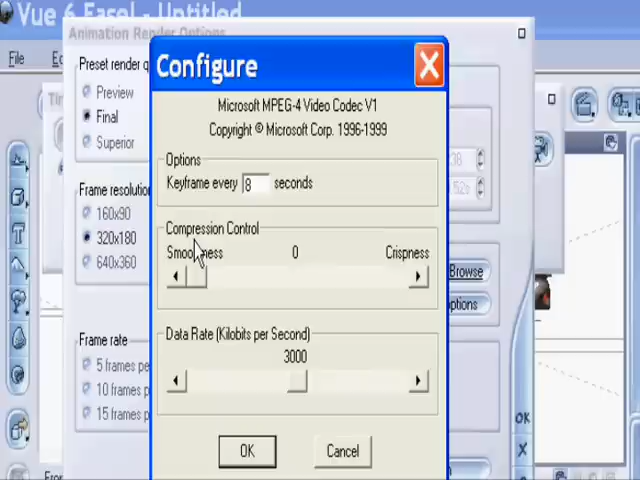 Vue 6 Easel - Untitled
Animation Render Options
File
Preset render
Preview
Final
Superior
Frame resolution
160x90
320x180
640x360
Frame rate
5 frames
10 frames
15 frames
Configure
Microsoft MPEG-4 Video Codec V1
Copyright © Microsoft Corp. 1996-1999
Options
Keyframe every 8 seconds
Compression Control
Smoothness 0 Crispness
Data Rate (Kilobits per Second)
3000
OK Cancel
Browse
OK